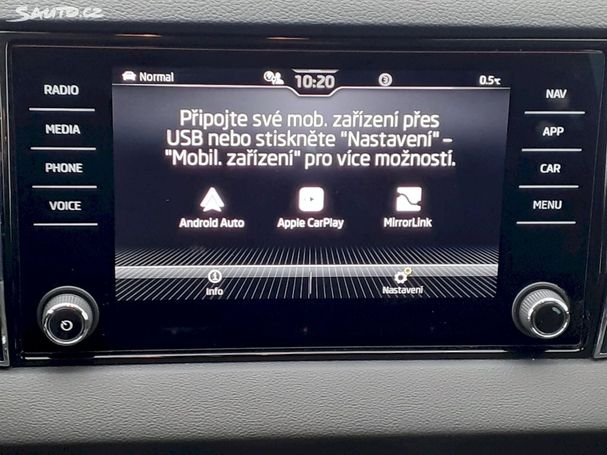 SAUTO.CZ
Normal 10:20 3 0.5°C
RADIO
MEDIA
PHONE
VOICE
NAV
APP
CAR
MENU
Připojte své mob. zařízení přes
USB nebo stiskněte "Nastavení" –
"Mobil. zařízení" pro více možností.
Android Auto Apple CarPlay MirrorLink
Info Nastavení